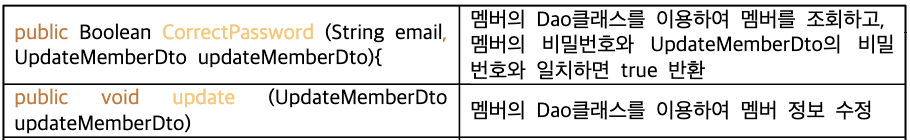 public Boolean CorrectPassword (String email,
UpdateMemberDto updateMemberDto){
멤버의 Dao클래스를 이용하여 멤버를 조회하고,
멤버의 비밀번호와 UpdateMemberDto의 비밀
번호와 일치하면 true 반환
public void update (UpdateMemberDto
updateMemberDto)
멤버의 Dao클래스를 이용하여 멤버 정보 수정